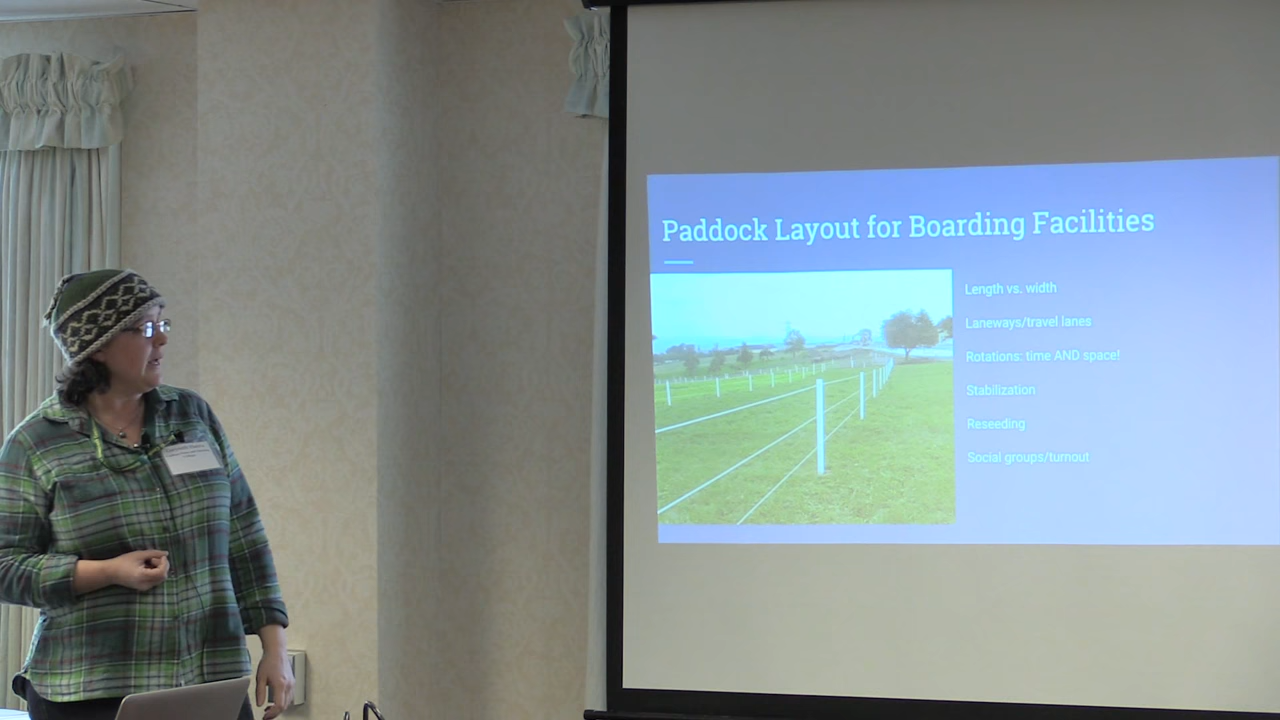 Paddock Layout for Boarding Facilities
Length vs. width
Laneways/travel lanes
Rotations: time AND space!
Stabilization
Reseeding
Social groups/turnout